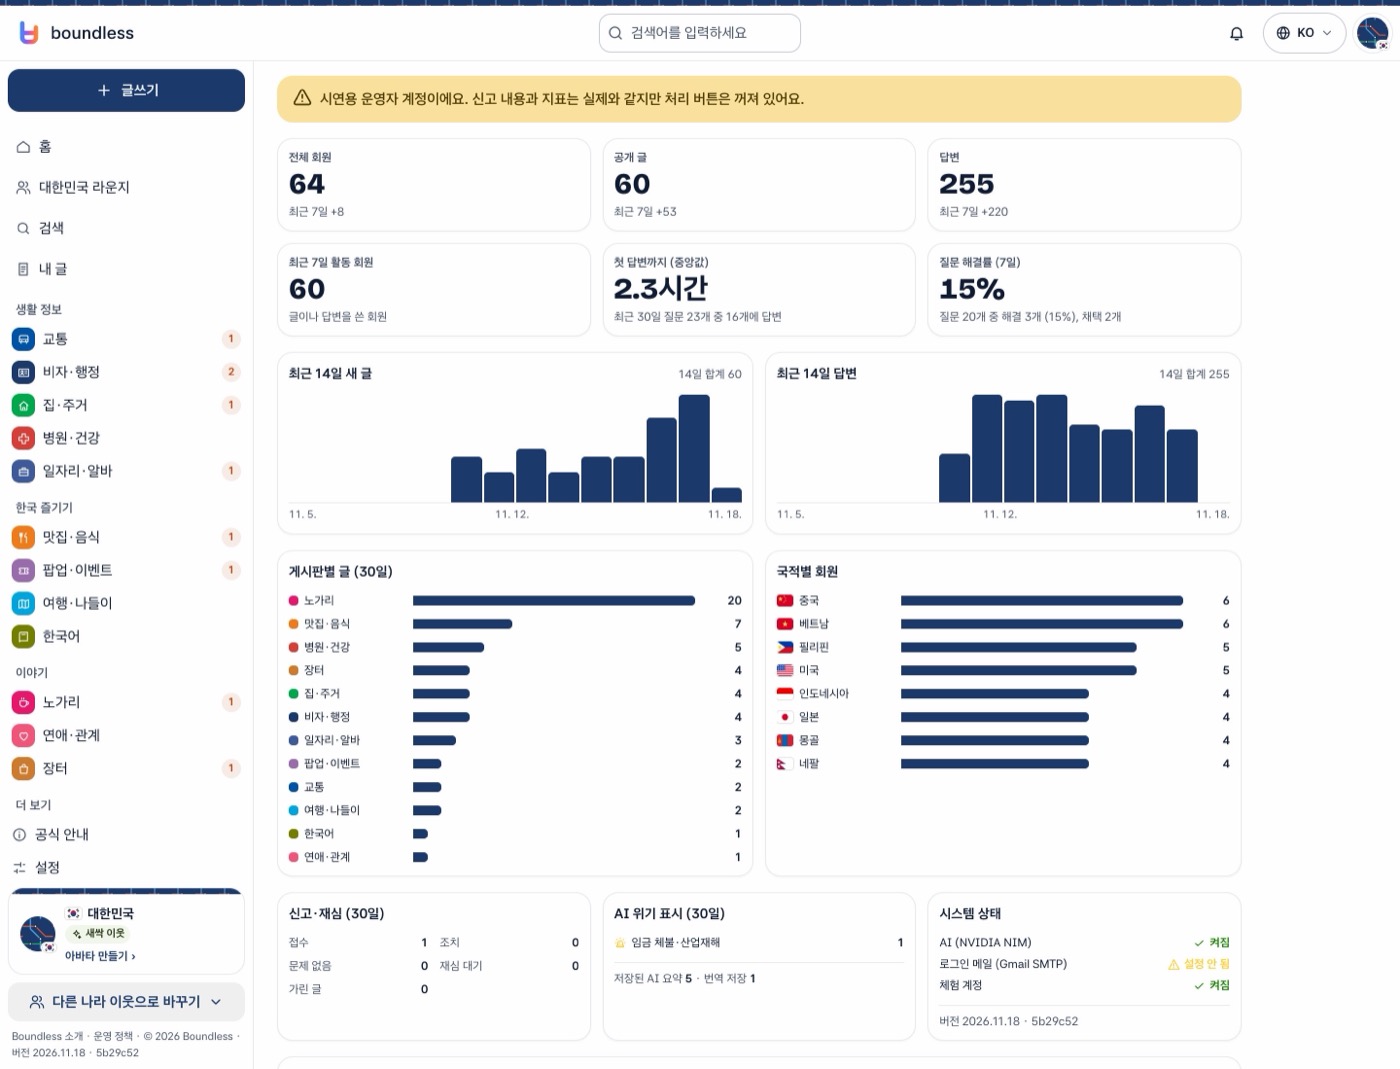 boundless
검색어를 입력하세요
KO
글쓰기
홈
대한민국 라운지
검색
내 글
생활 정보
교통 1
비자·행정 2
집·주거 1
병원·건강
일자리·알바 1
한국 즐기기
맛집·음식 1
팝업·이벤트 1
여행·나들이
한국어
이야기
노가리 1
연애·관계
장터 1
더 보기
공식 안내
설정
대한민국
새싹 이웃
아바타 만들기 ›
다른 나라 이웃으로 바꾸기
Boundless 소개 · 운영 정책 · © 2026 Boundless ·
버전 2026.11.18 · 5b29c52
시연용 운영자 계정이에요. 신고 내용과 지표는 실제와 같지만 처리 버튼은 꺼져 있어요.
전체 회원
64
최근 7일 +8
공개 글
60
최근 7일 +53
답변
255
최근 7일 +220
최근 7일 활동 회원
60
글이나 답변을 쓴 회원
첫 답변까지 (중앙값)
2.3시간
최근 30일 질문 23개 중 16개에 답변
질문 해결률 (7일)
15%
질문 20개 중 해결 3개 (15%), 채택 2개
최근 14일 새 글 14일 합계 60
11. 5. 11. 12. 11. 18.
최근 14일 답변 14일 합계 255
11. 5. 11. 12. 11. 18.
게시판별 글 (30일)
노가리 20
맛집·음식 7
병원·건강 5
장터 4
집·주거 4
비자·행정 4
일자리·알바 3
팝업·이벤트 2
교통 2
여행·나들이 2
한국어 1
연애·관계 1
국적별 회원
중국 6
베트남 6
필리핀 5
미국 5
인도네시아 4
일본 4
몽골 4
네팔 4
신고·재심 (30일)
접수 1 조치 0
문제 없음 0 재심 대기 0
가린 글 0
AI 위기 표시 (30일)
임금 체불·산업재해 1
저장된 AI 요약 5 · 번역 저장 1
시스템 상태
AI (NVIDIA NIM) 켜짐
로그인 메일 (Gmail SMTP) 설정 안 됨
체험 계정 켜짐
버전 2026.11.18 · 5b29c52